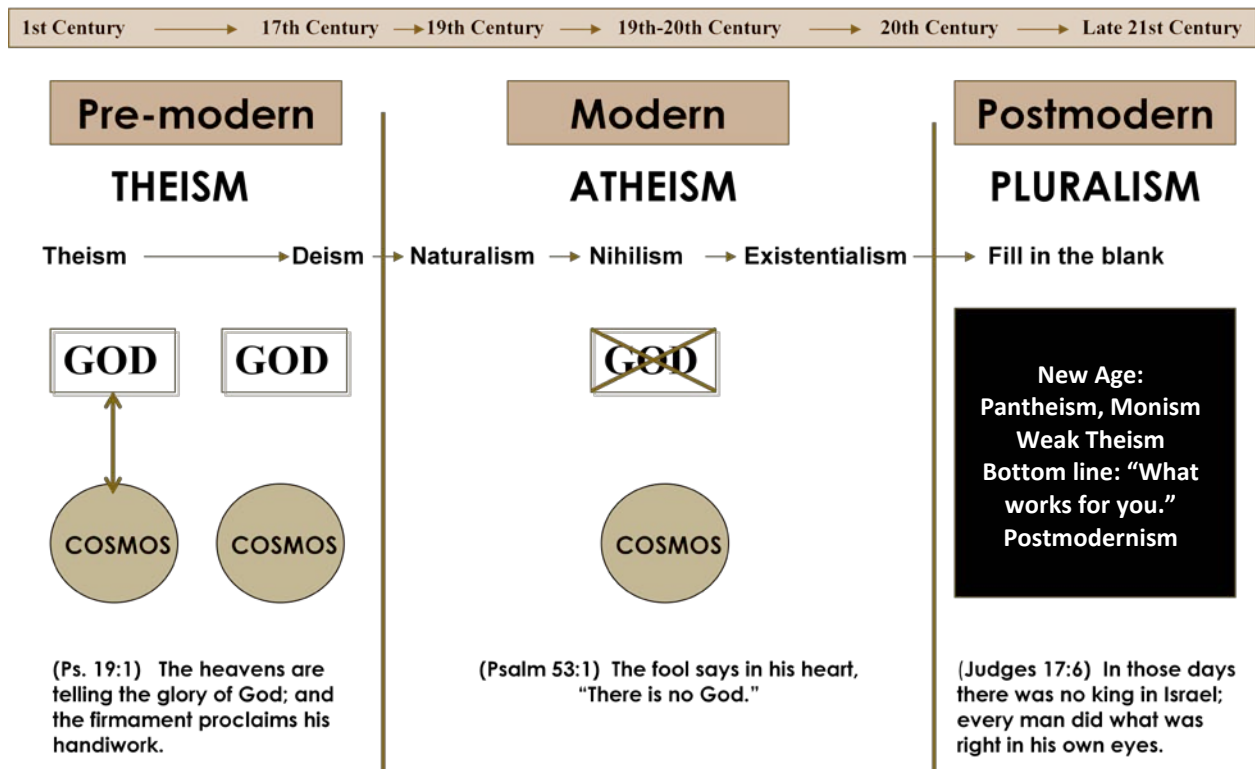 1st Century 17th Century 19th Century 19th-20th Century 20th Century Late 21st Century
Pre-modern Modern Postmodern
THEISM ATHEISM PLURALISM
Theism Deism Naturalism Nihilism Existentialism Fill in the blank
GOD GOD GOD
COSMOS COSMOS COSMOS
New Age:
Pantheism, Monism
Weak Theism
Bottom line: “What
works for you.”
Postmodernism
(Ps. 19:1) The heavens are
telling the glory of God; and
the firmament proclaims his
handiwork.
(Psalm 53:1) The fool says in his heart,
“There is no God.”
(Judges 17:6) In those days
there was no king in Israel;
every man did what was
right in his own eyes.